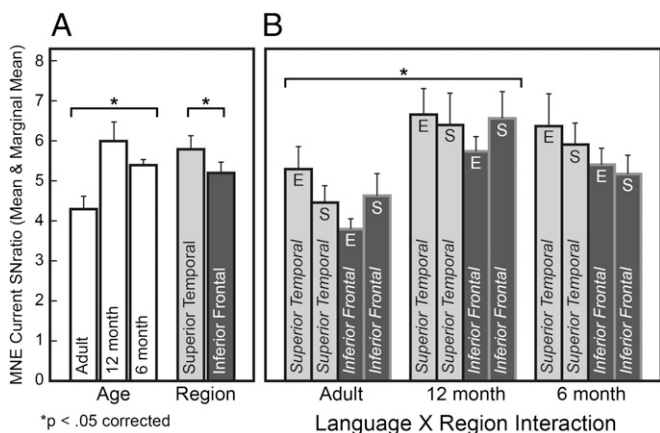 A
B
MNE Current SNratio (Mean & Marginal Mean)
8
7
6
5
4
3
2
1
0
*
*
Adult
12 month
6 month
Superior Temporal
Inferior Frontal
Age
Region
*p < .05 corrected
*
E
S
E
S
E
S
E
S
E
S
E
S
Superior Temporal
Superior Temporal
Inferior Frontal
Inferior Frontal
Superior Temporal
Superior Temporal
Inferior Frontal
Inferior Frontal
Superior Temporal
Superior Temporal
Inferior Frontal
Inferior Frontal
Adult
12 month
6 month
Language X Region Interaction